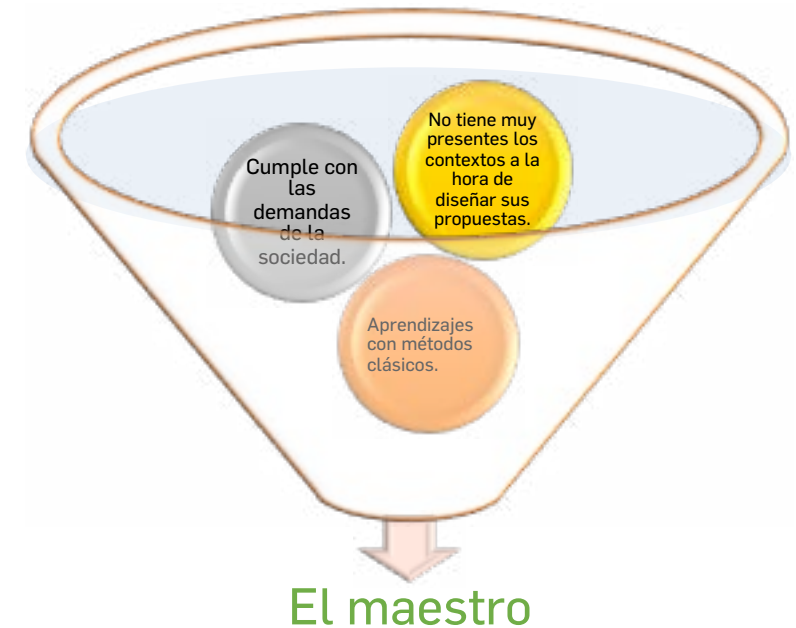 Cumple con
las
demandas
de la
sociedad.
No tiene muy
presentes los
contextos a la
hora de
diseñar sus
propuestas.
Aprendizajes
con métodos
clásicos.
El maestro